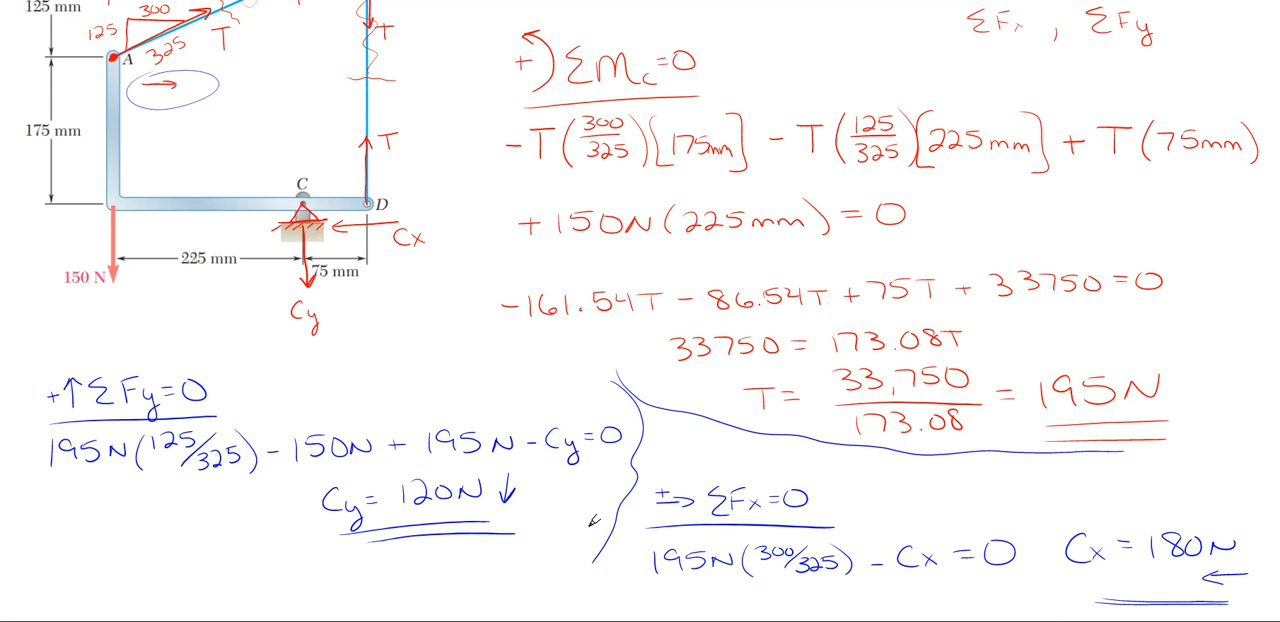 125 mm
300
125
325
T
T
A
175 mm
T
C
D
Cx
225 mm
75 mm
150 N
Cy
ΣFx , ΣFy
+) ΣMc=0
-T(300/325)[175mm] - T(125/325)[225mm] + T(75mm)
+150N(225mm) = 0
-161.54T - 86.54T + 75T + 33750 = 0
33750 = 173.08T
T = 33,750/173.08 = 195N
+↑ΣFy=0
195N(125/325) - 150N + 195N - Cy = 0
Cy = 120N ↓
+→ ΣFx=0
195N(300/325) - Cx = 0 Cx = 180N ←